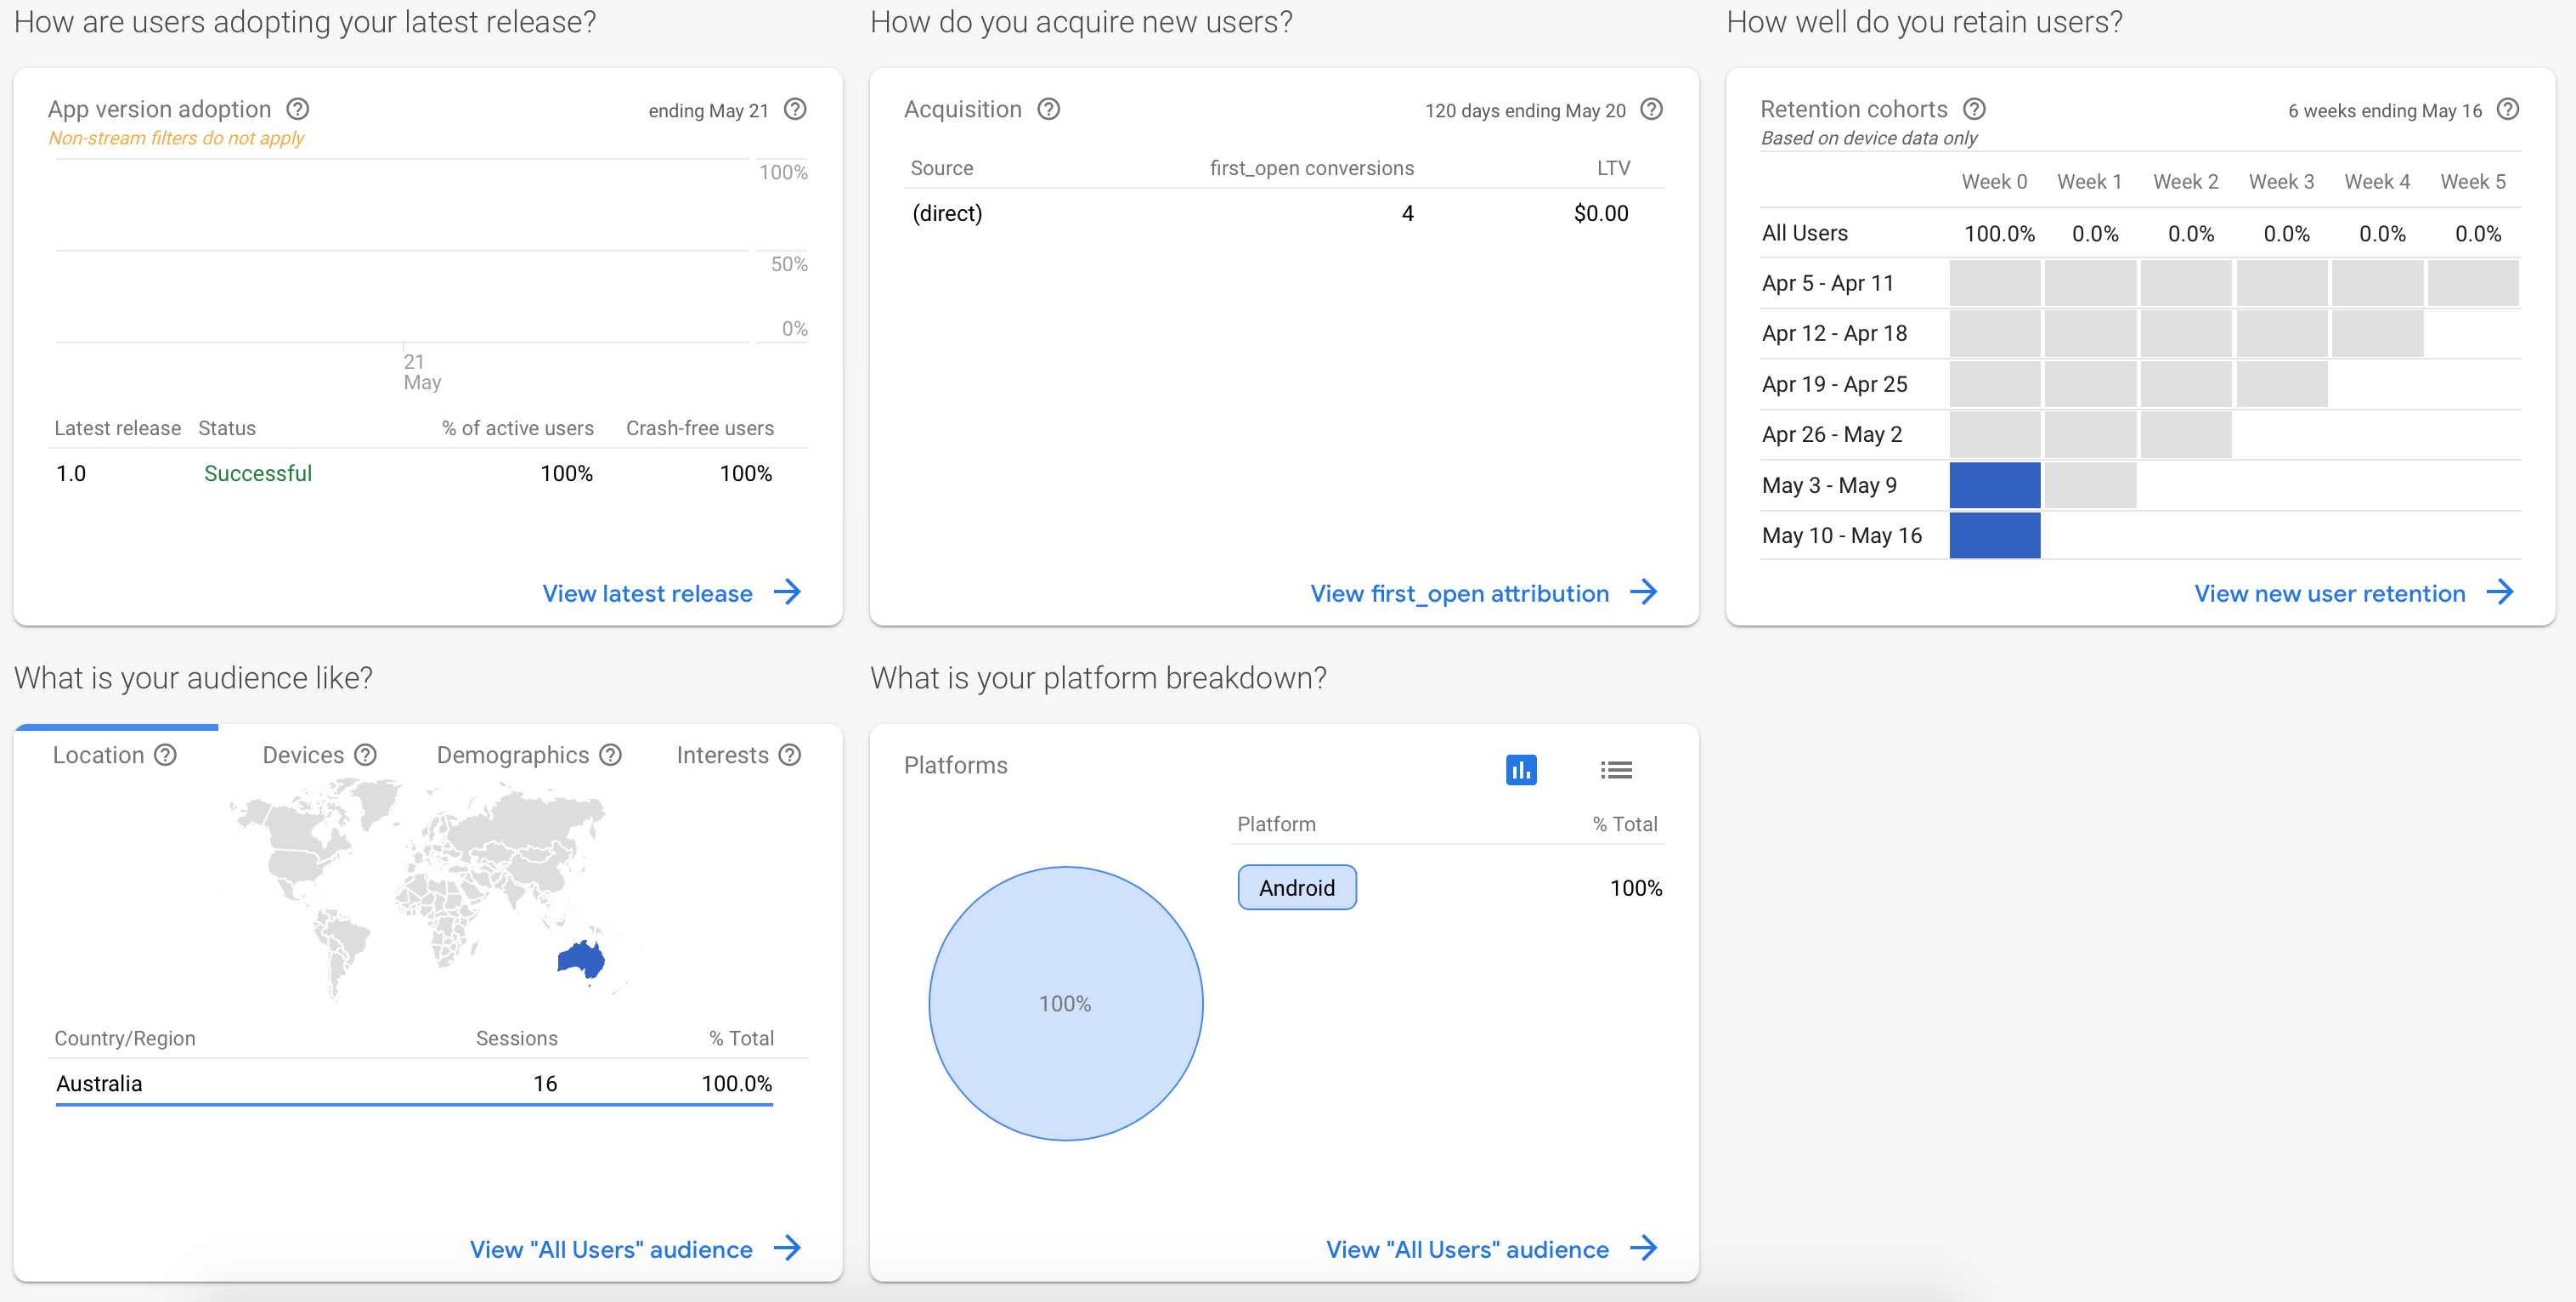 How are users adopting your latest release?
App version adoption
ending May 21
Non-stream filters do not apply
100%
50%
0%
21
May
Latest release Status % of active users Crash-free users
1.0 Successful 100% 100%
View latest release
How do you acquire new users?
Acquisition
120 days ending May 20
Source first_open conversions LTV
(direct) 4 $0.00
View first_open attribution
How well do you retain users?
Retention cohorts
6 weeks ending May 16
Based on device data only
Week 0 Week 1 Week 2 Week 3 Week 4 Week 5
All Users 100.0% 0.0% 0.0% 0.0% 0.0% 0.0%
Apr 5 - Apr 11
Apr 12 - Apr 18
Apr 19 - Apr 25
Apr 26 - May 2
May 3 - May 9
May 10 - May 16
View new user retention
What is your audience like?
Location Devices Demographics Interests
Country/Region Sessions % Total
Australia 16 100.0%
View "All Users" audience
What is your platform breakdown?
Platforms
Platform % Total
Android 100%
100%
View "All Users" audience